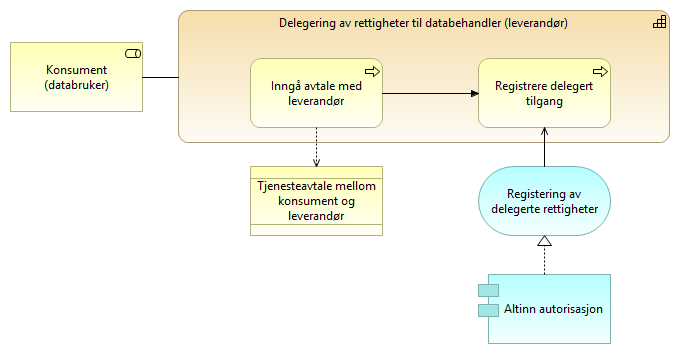 Delegering av rettigheter til databehandler (leverandør)
Konsument
(databruker)
Inngå avtale med
leverandør
Registrere delegert
tilgang
Tjenesteavtale mellom
konsument og
leverandør
Registering av
delegerte rettigheter
Altinn autorisasjon